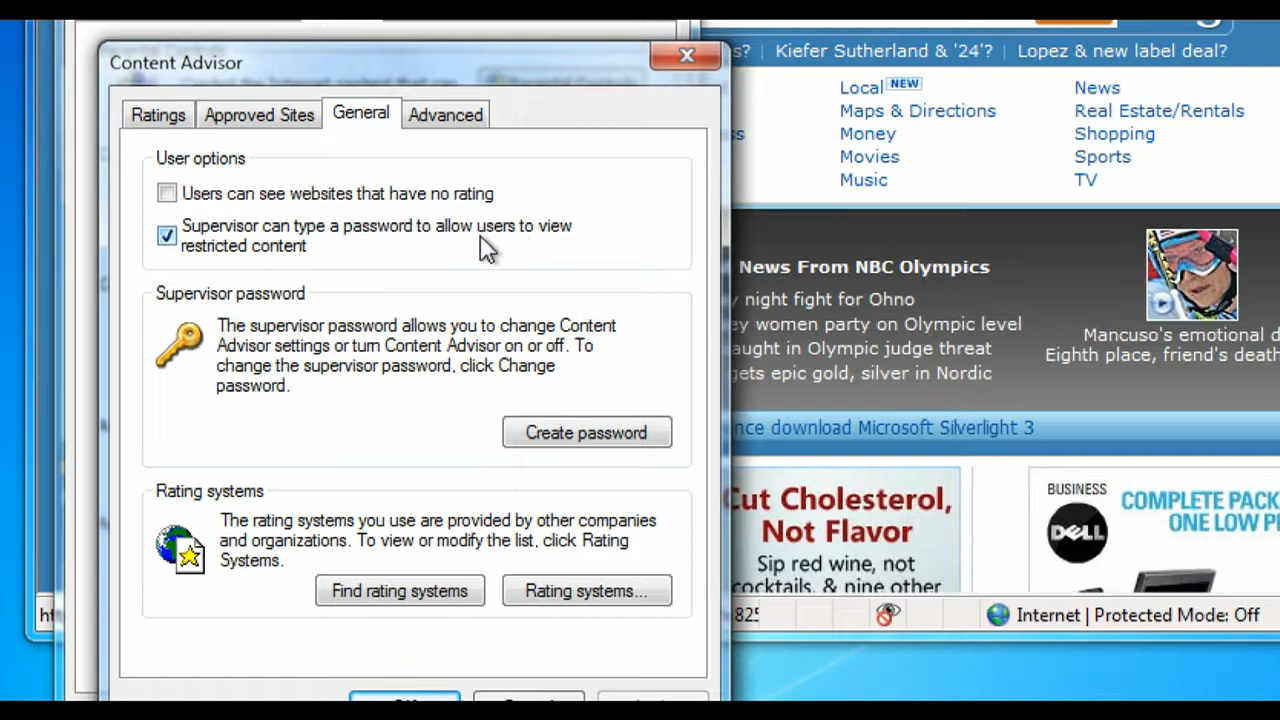 Content Advisor
Ratings
Approved Sites
General
Advanced
User options
Users can see websites that have no rating
Supervisor can type a password to allow users to view
restricted content
Supervisor password
The supervisor password allows you to change Content
Advisor settings or turn Content Advisor on or off. To
change the supervisor password, click Change
password.
Create password
Rating systems
The rating systems you use are provided by other companies
and organizations. To view or modify the list, click Rating
Systems.
Find rating systems
Rating systems...
Kiefer Sutherland & '24'? | Lopez & new label deal?
Local NEW
Maps & Directions
Money
Movies
Music
News
Real Estate/Rentals
Shopping
Sports
TV
News From NBC Olympics
night fight for Ohno
women party on Olympic level
in Olympic judge threat
epic gold, silver in Nordic
Mancuso's emotional
Eighth place, friend's
download Microsoft Silverlight 3
Cut Cholesterol,
Not Flavor
Sip red wine, not
cocktails, & nine other
BUSINESS
DELL
COMPLETE
ONE LOW
Internet | Protected Mode: Off